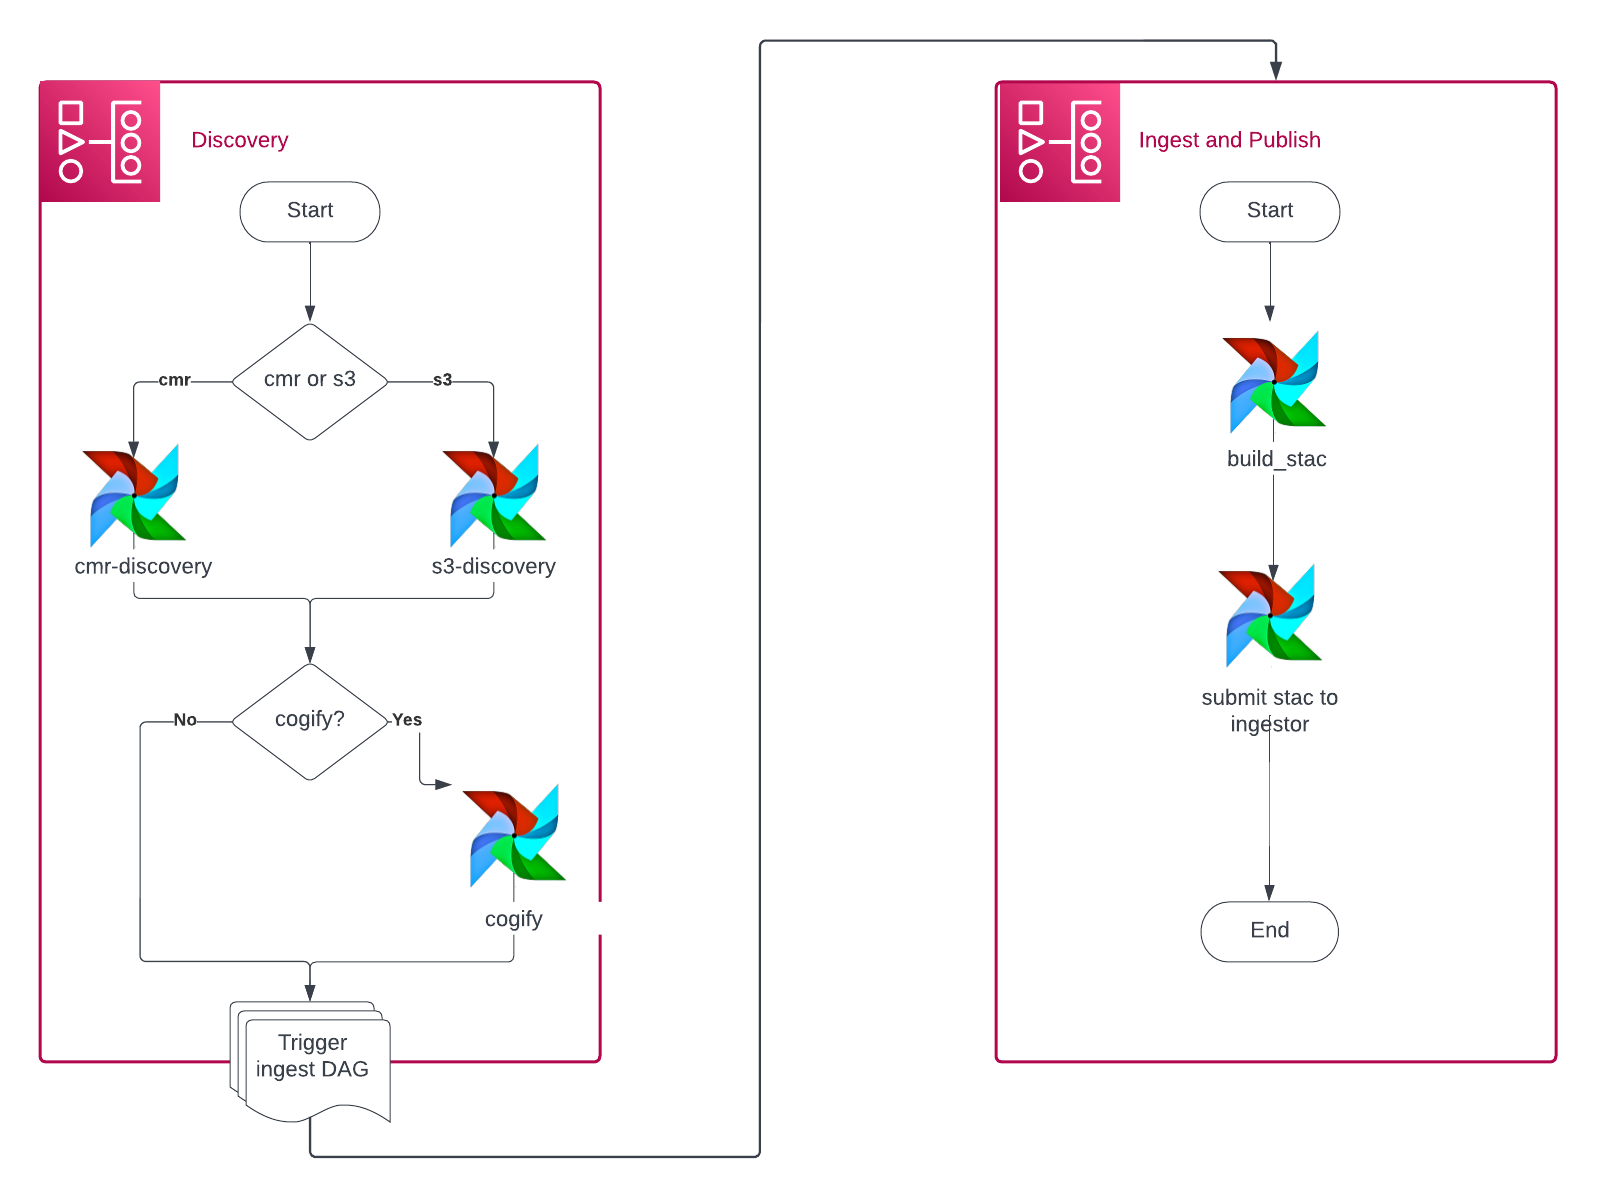 Discovery
Start
cmr or s3
cmr
s3
cmr-discovery
s3-discovery
cogify?
No
Yes
cogify
Trigger
ingest DAG
Ingest and Publish
Start
build_stac
submit stac to
ingestor
End